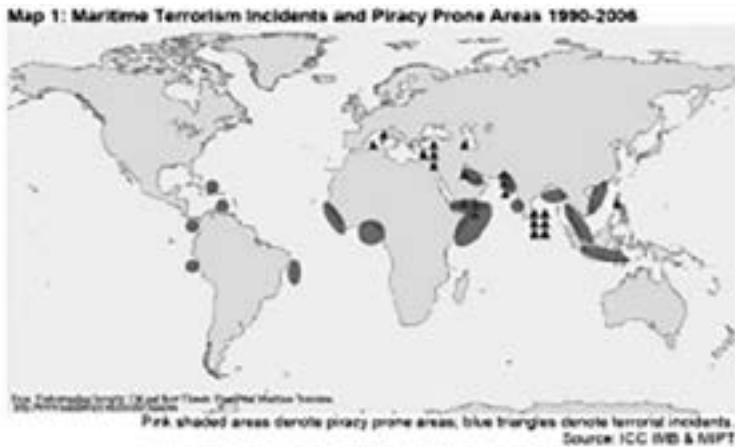 Map 1: Maritime Terrorism Incidents and Piracy Prone Areas 1990-2006
Pink shaded areas denote piracy prone areas; blue triangles denote terrorist incidents.
Source: ICC IMB & MIPT